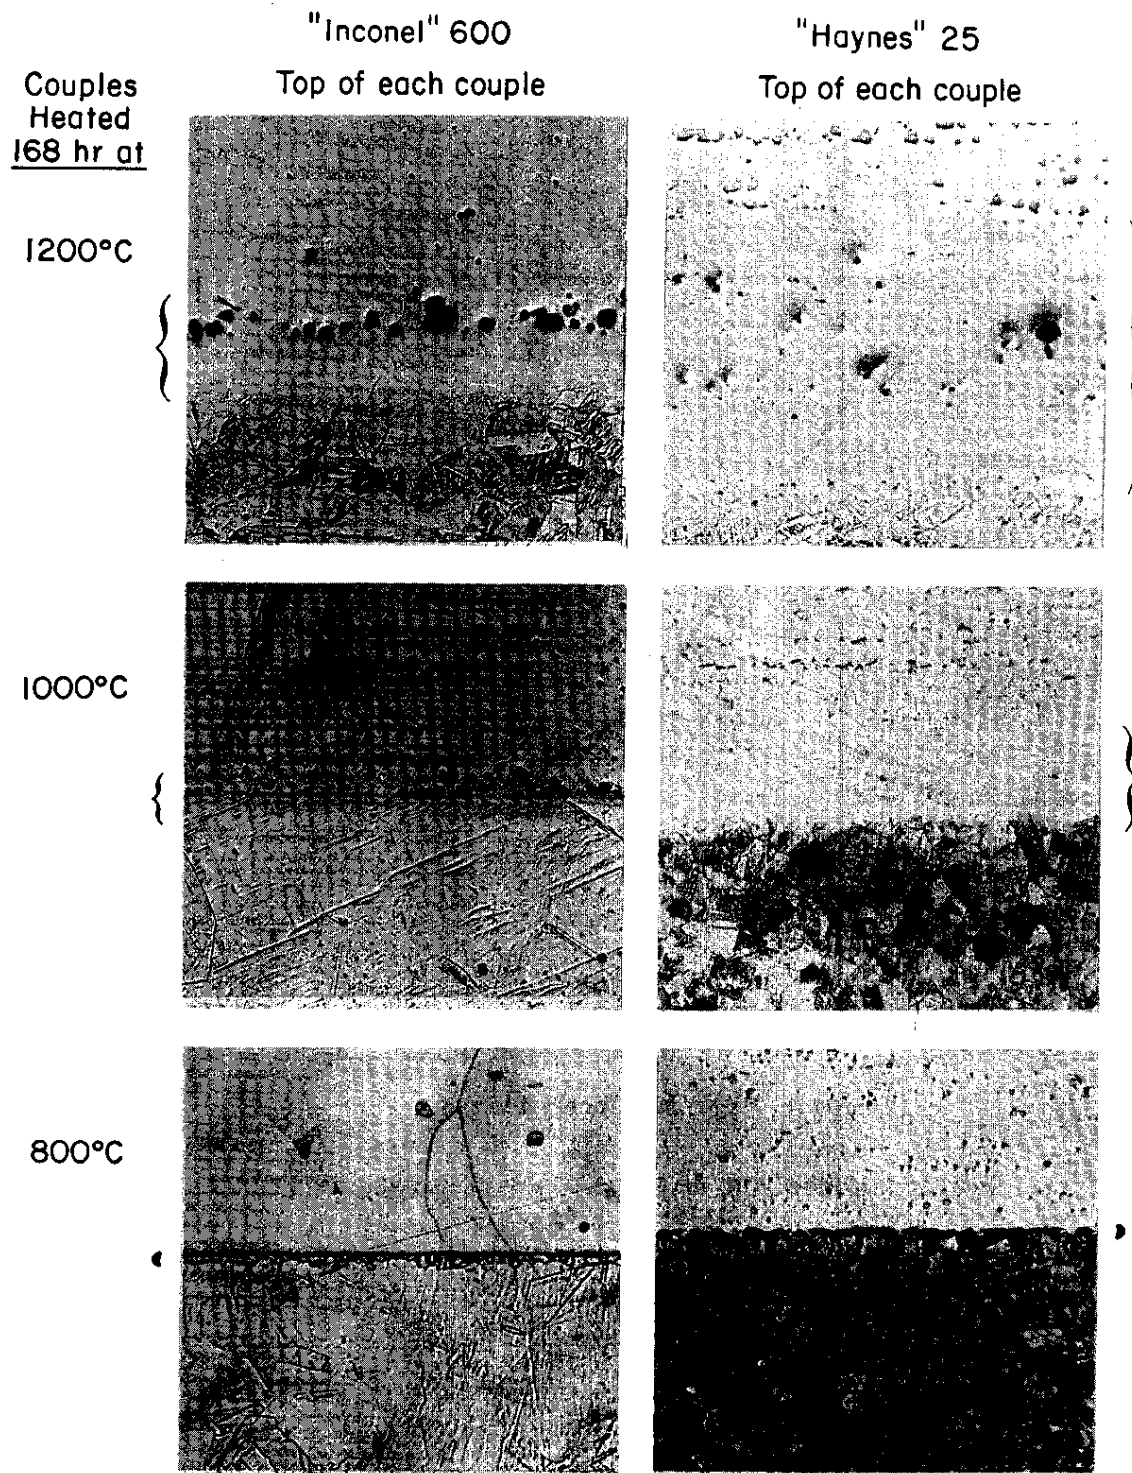 "Inconel" 600
"Haynes" 25
Couples
Heated
168 hr at
Top of each couple
Top of each couple
1200°C
1000°C
800°C